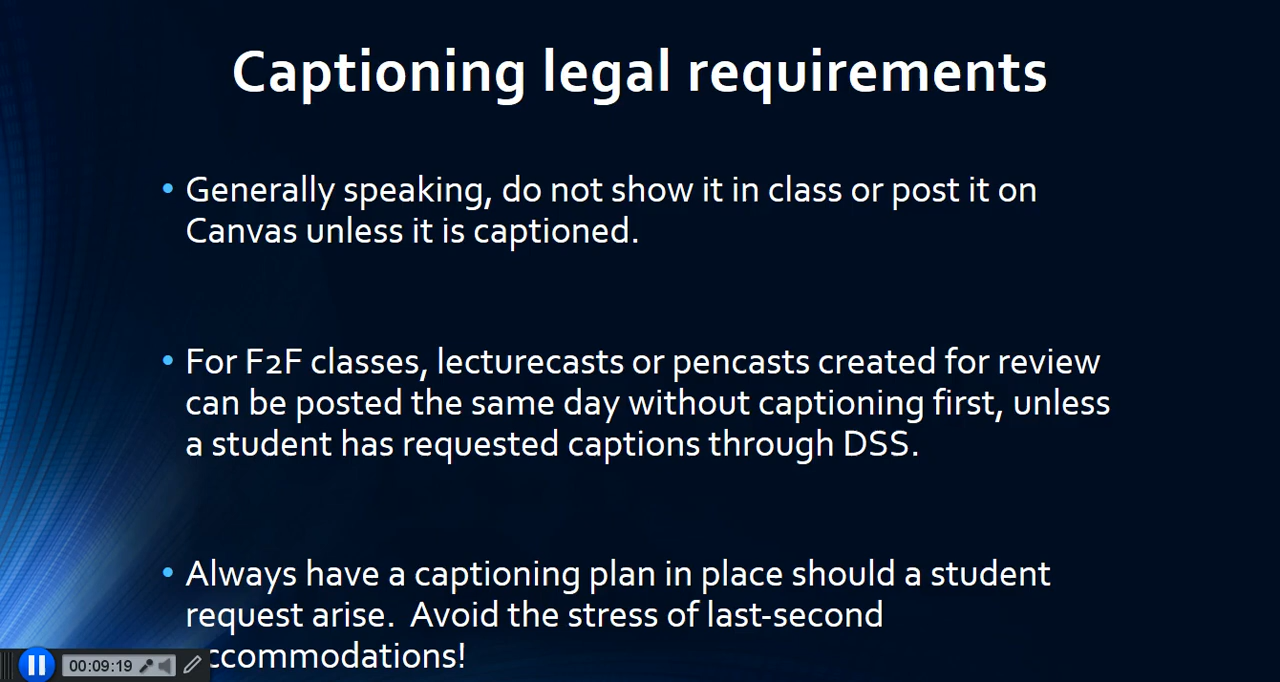 Captioning legal requirements
• Generally speaking, do not show it in class or post it on
Canvas unless it is captioned.
• For F2F classes, lecturecasts or pencasts created for review
can be posted the same day without captioning first, unless
a student has requested captions through DSS.
• Always have a captioning plan in place should a student
request arise.  Avoid the stress of last-second
ccommodations!
00:09:19